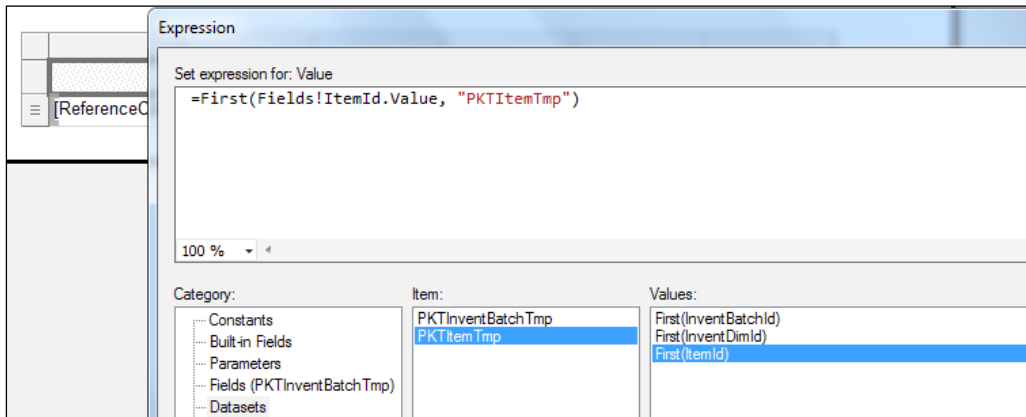 Expression
Set expression for: Value
=First(Fields!ItemId.Value, "PKTItemTmp")
[ReferenceC
100 %
Category:
Item:
Values:
Constants
Built-in Fields
Parameters
Fields (PKTInventBatchTmp)
Datasets
PKTInventBatchTmp
PKTItemTmp
First(InventBatchId)
First(InventDimId)
First(ItemId)